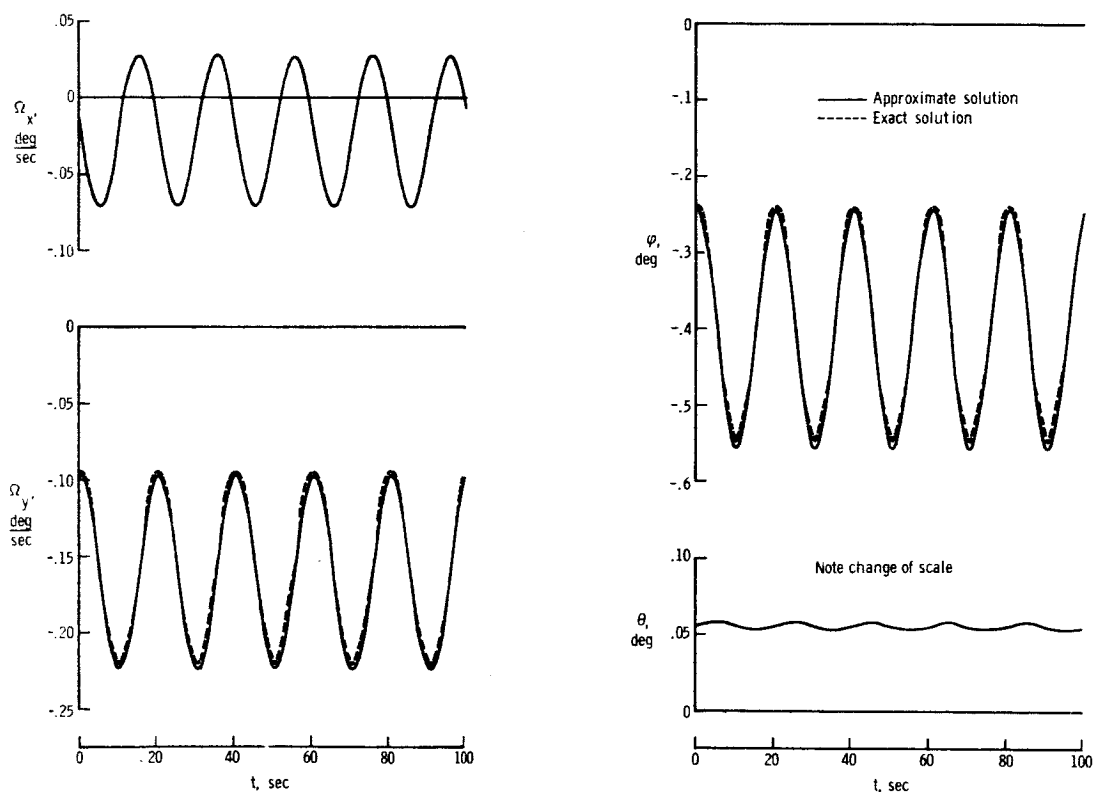 .05
0
-.05
-.10
Ωx,
deg
sec
0
-.05
-.10
-.15
-.20
-.25
Ωy,
deg
sec
0 .20 40 60 80 100
t, sec
0
-.1
-.2
-.3
-.4
-.5
-.6
φ,
deg
Approximate solution
Exact solution
.10
.05
0
θ,
deg
Note change of scale
0 20 40 60 80 100
t, sec